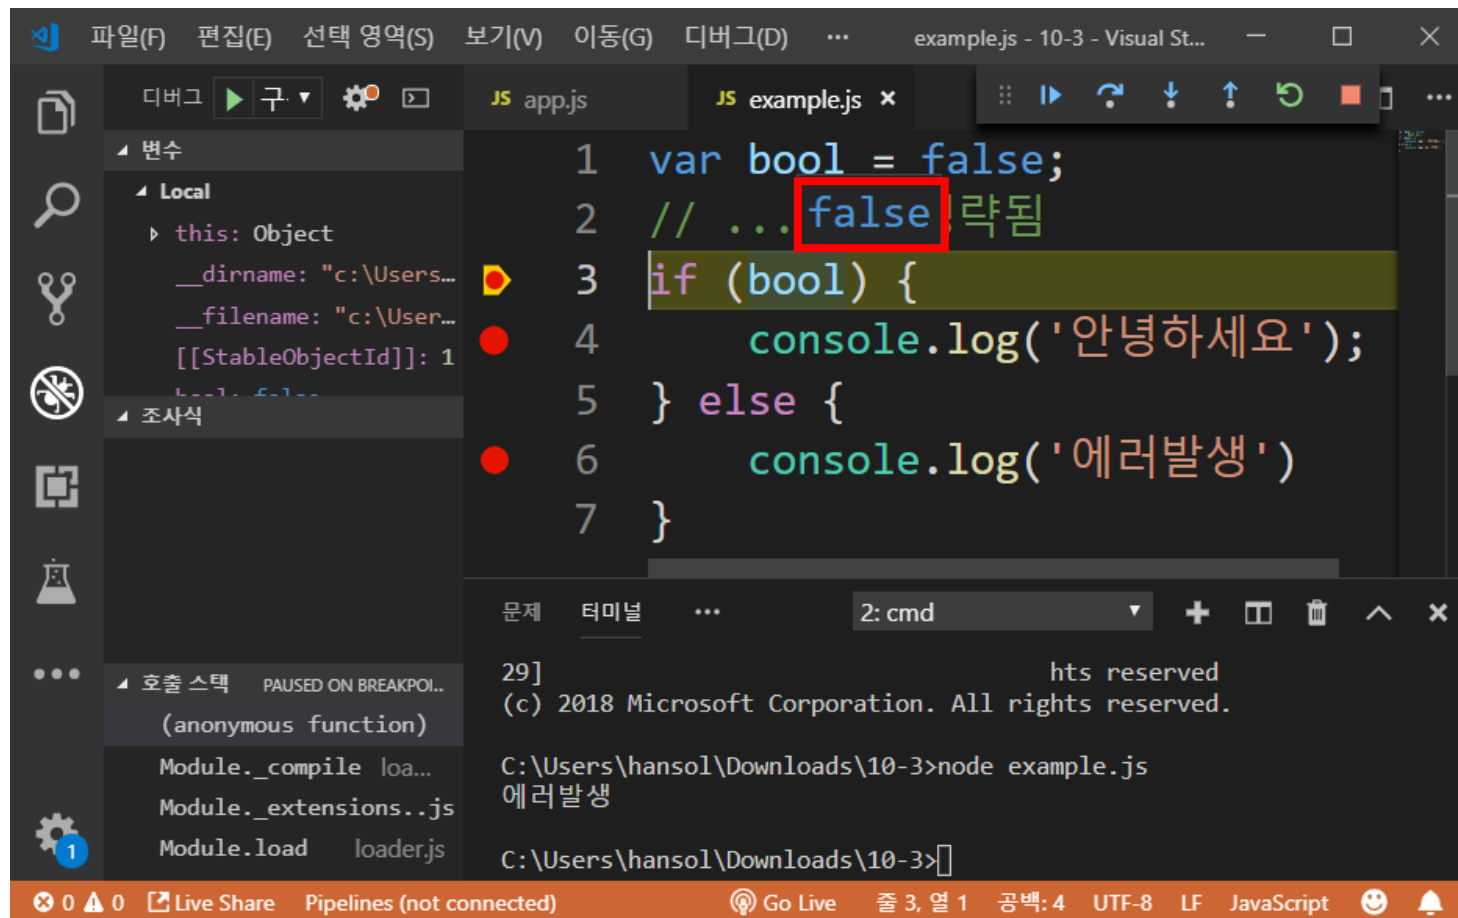 파일(F) 편집(E) 선택 영역(S) 보기(V) 이동(G) 디버그(D) ··· example.js - 10-3 - Visual St...
디버그 구· JS app.js JS example.js
변수
Local
this: Object
__dirname: "c:\Users…
__filename: "c:\User…
[[StableObjectId]]: 1
조사식
호출 스택 PAUSED ON BREAKPOI...
(anonymous function)
Module._compile loa...
Module._extensions..js
Module.load loader.js
1 var bool = false;
false
2 // ... 략됨
3 if (bool) {
4 console.log('안녕하세요');
5 } else {
6 console.log('에러발생')
7 }
문제 터미널 ··· 2: cmd
29] hts reserved
(c) 2018 Microsoft Corporation. All rights reserved.
C:\Users\hansol\Downloads\10-3>node example.js
에러발생
C:\Users\hansol\Downloads\10-3>
1
0 0 Live Share Pipelines (not connected) Go Live 줄 3, 열 1 공백: 4 UTF-8 LF JavaScript